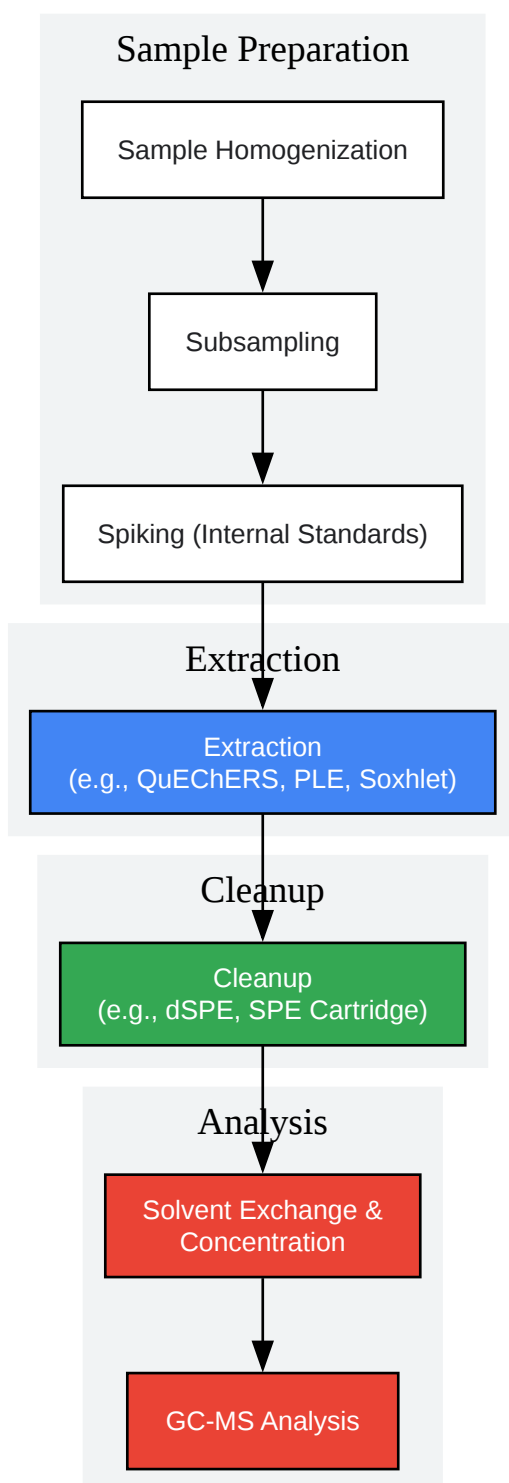 Sample Preparation
Sample Homogenization
Subsampling
Spiking (Internal Standards)
Extraction
Extraction
(e.g., QuEChERS, PLE, Soxhlet)
Cleanup
Cleanup
(e.g., dSPE, SPE Cartridge)
Analysis
Solvent Exchange &
Concentration
GC-MS Analysis